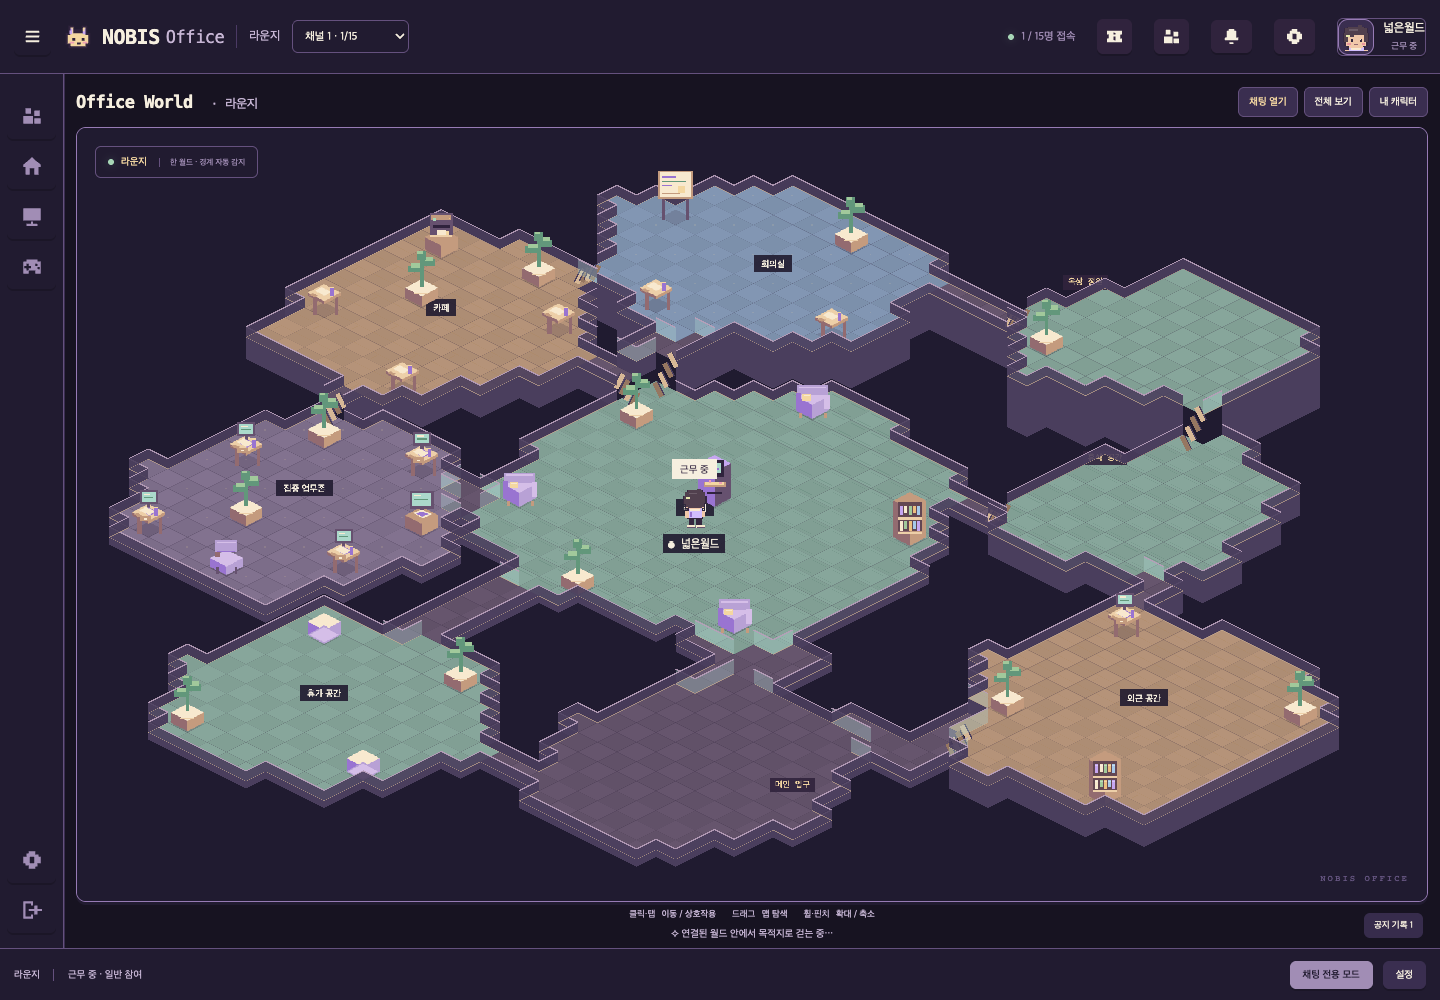 NOBIS Office
라운지
채널 1 · 1/15
1 / 15명 접속
넓은월드
근무 중
Office World · 라운지
채팅 열기
전체 보기
내 캐릭터
라운지
한 월드 · 경계 자동 감지
회의실
카페
집중 업무존
근무 중
넓은월드
휴가 공간
외근 공간
메인 입구
NOBIS OFFICE
클릭·탭 이동 / 상호작용 드래그 맵 탐색 휠·핀치 확대 / 축소
✧ 연결된 월드 안에서 목적지로 걷는 중…
공지 기록 1
라운지
근무 중 · 일반 참여
채팅 전용 모드
설정